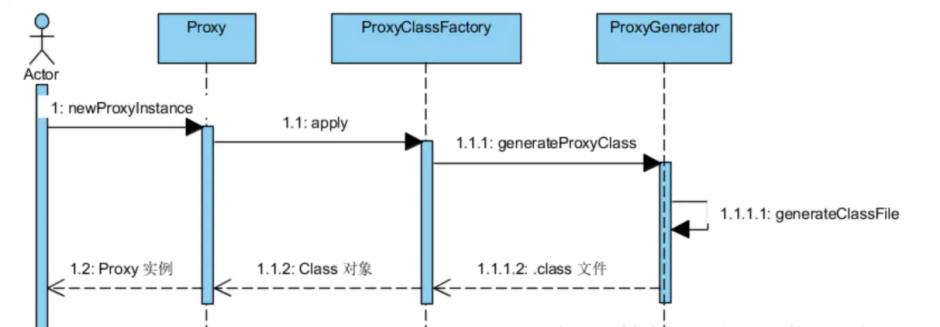 Proxy
ProxyClassFactory
ProxyGenerator
Actor
1: newProxyInstance
1.1: apply
1.1.1: generateProxyClass
1.1.1.1: generateClassFile
1.2: Proxy 实例
1.1.2: Class 对象
1.1.1.2: .class 文件